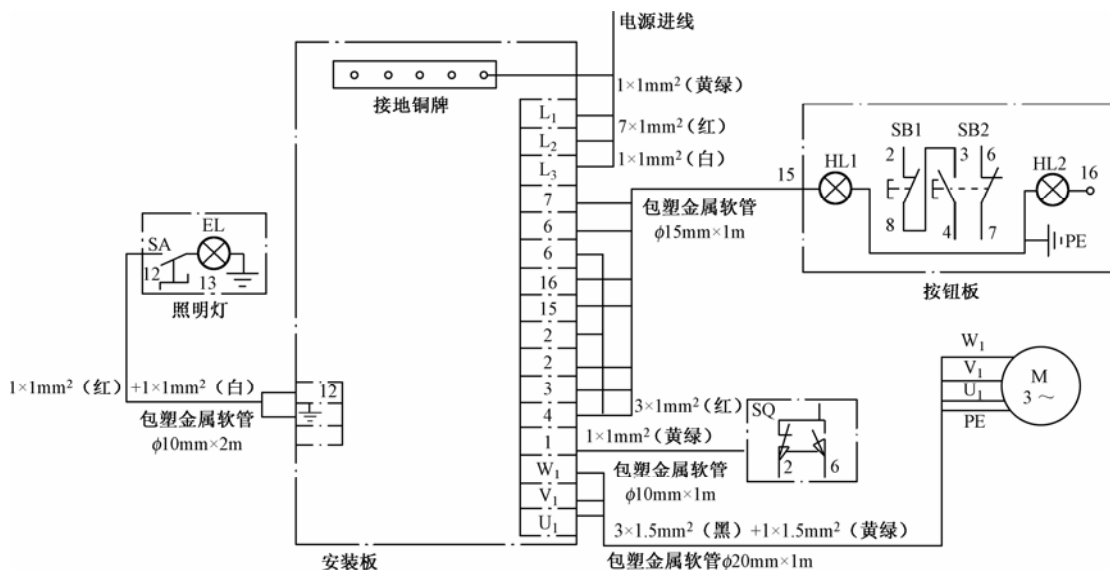 电源进线
1×1mm²（黄绿）
接地铜牌
L₁
7×1mm²（红）
L₂
1×1mm²（白）
L₃
7
6
6
16
15
2
2
3
4
1
W₁
V₁
U₁
15
包塑金属软管
ϕ15mm×1m
HL1
SB1
SB2
2
3
6
8
4
7
HL2
16
PE
按钮板
SA
EL
12
13
照明灯
1×1mm²（红）+1×1mm²（白）
包塑金属软管
ϕ10mm×2m
12
3×1mm²（红）
1×1mm²（黄绿）
SQ
2
6
包塑金属软管
ϕ10mm×1m
W₁
V₁
U₁
PE
M
3～
3×1.5mm²（黑）+1×1.5mm²（黄绿）
包塑金属软管ϕ20mm×1m
安装板